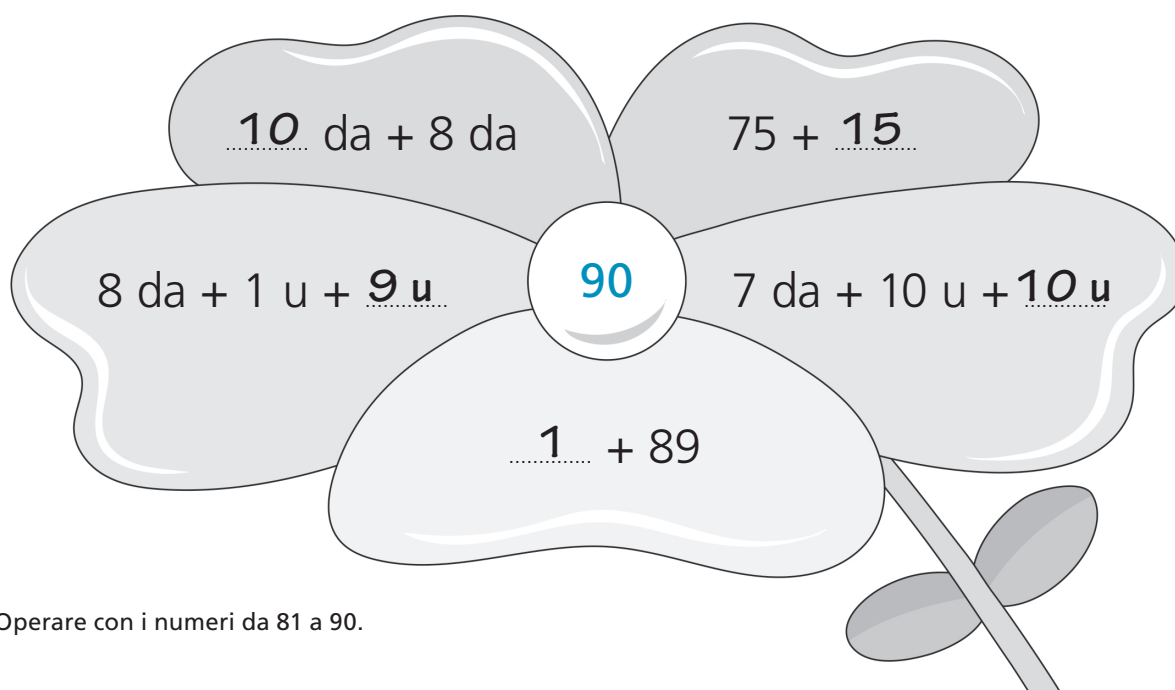 10 da + 8 da
75 + 15
8 da + 1 u + 9 u
90
7 da + 10 u + 10 u
1 + 89
Operare con i numeri da 81 a 90.